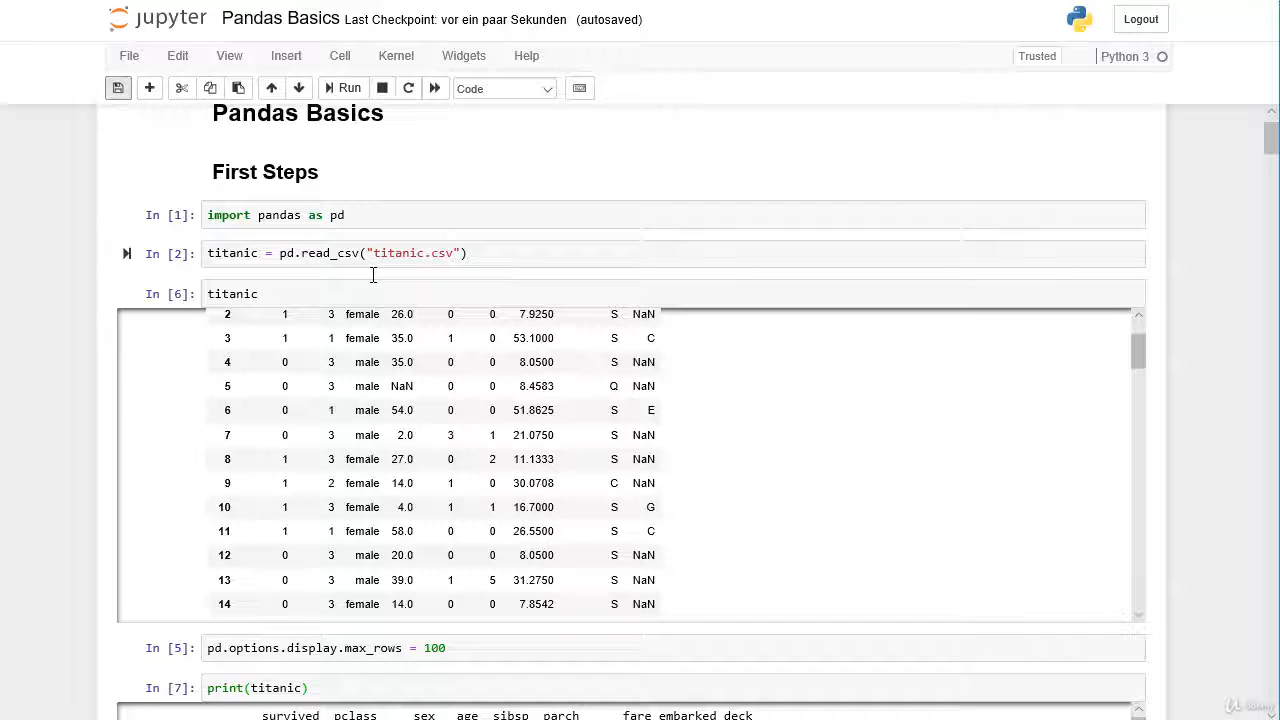 jupyter Pandas Basics Last Checkpoint: vor ein paar Sekunden (autosaved) Logout
File Edit View Insert Cell Kernel Widgets Help Trusted Python 3
Run Code
Pandas Basics
First Steps
In [1]: import pandas as pd
In [2]: titanic = pd.read_csv("titanic.csv")
In [6]: titanic
2 1 3 female 26.0 0 0 7.9250 S NaN
3 1 1 female 35.0 1 0 53.1000 S C
4 0 3 male 35.0 0 0 8.0500 S NaN
5 0 3 male NaN 0 0 8.4583 Q NaN
6 0 1 male 54.0 0 0 51.8625 S E
7 0 3 male 2.0 3 1 21.0750 S NaN
8 1 3 female 27.0 0 2 11.1333 S NaN
9 1 2 female 14.0 1 0 30.0708 C NaN
10 1 3 female 4.0 1 1 16.7000 S G
11 1 1 female 58.0 0 0 26.5500 S C
12 0 3 male 20.0 0 0 8.0500 S NaN
13 0 3 male 39.0 1 5 31.2750 S NaN
14 0 3 female 14.0 0 0 7.8542 S NaN
In [5]: pd.options.display.max_rows = 100
In [7]: print(titanic)
survived pclass sex age sibsp parch fare embarked deck
Udemy